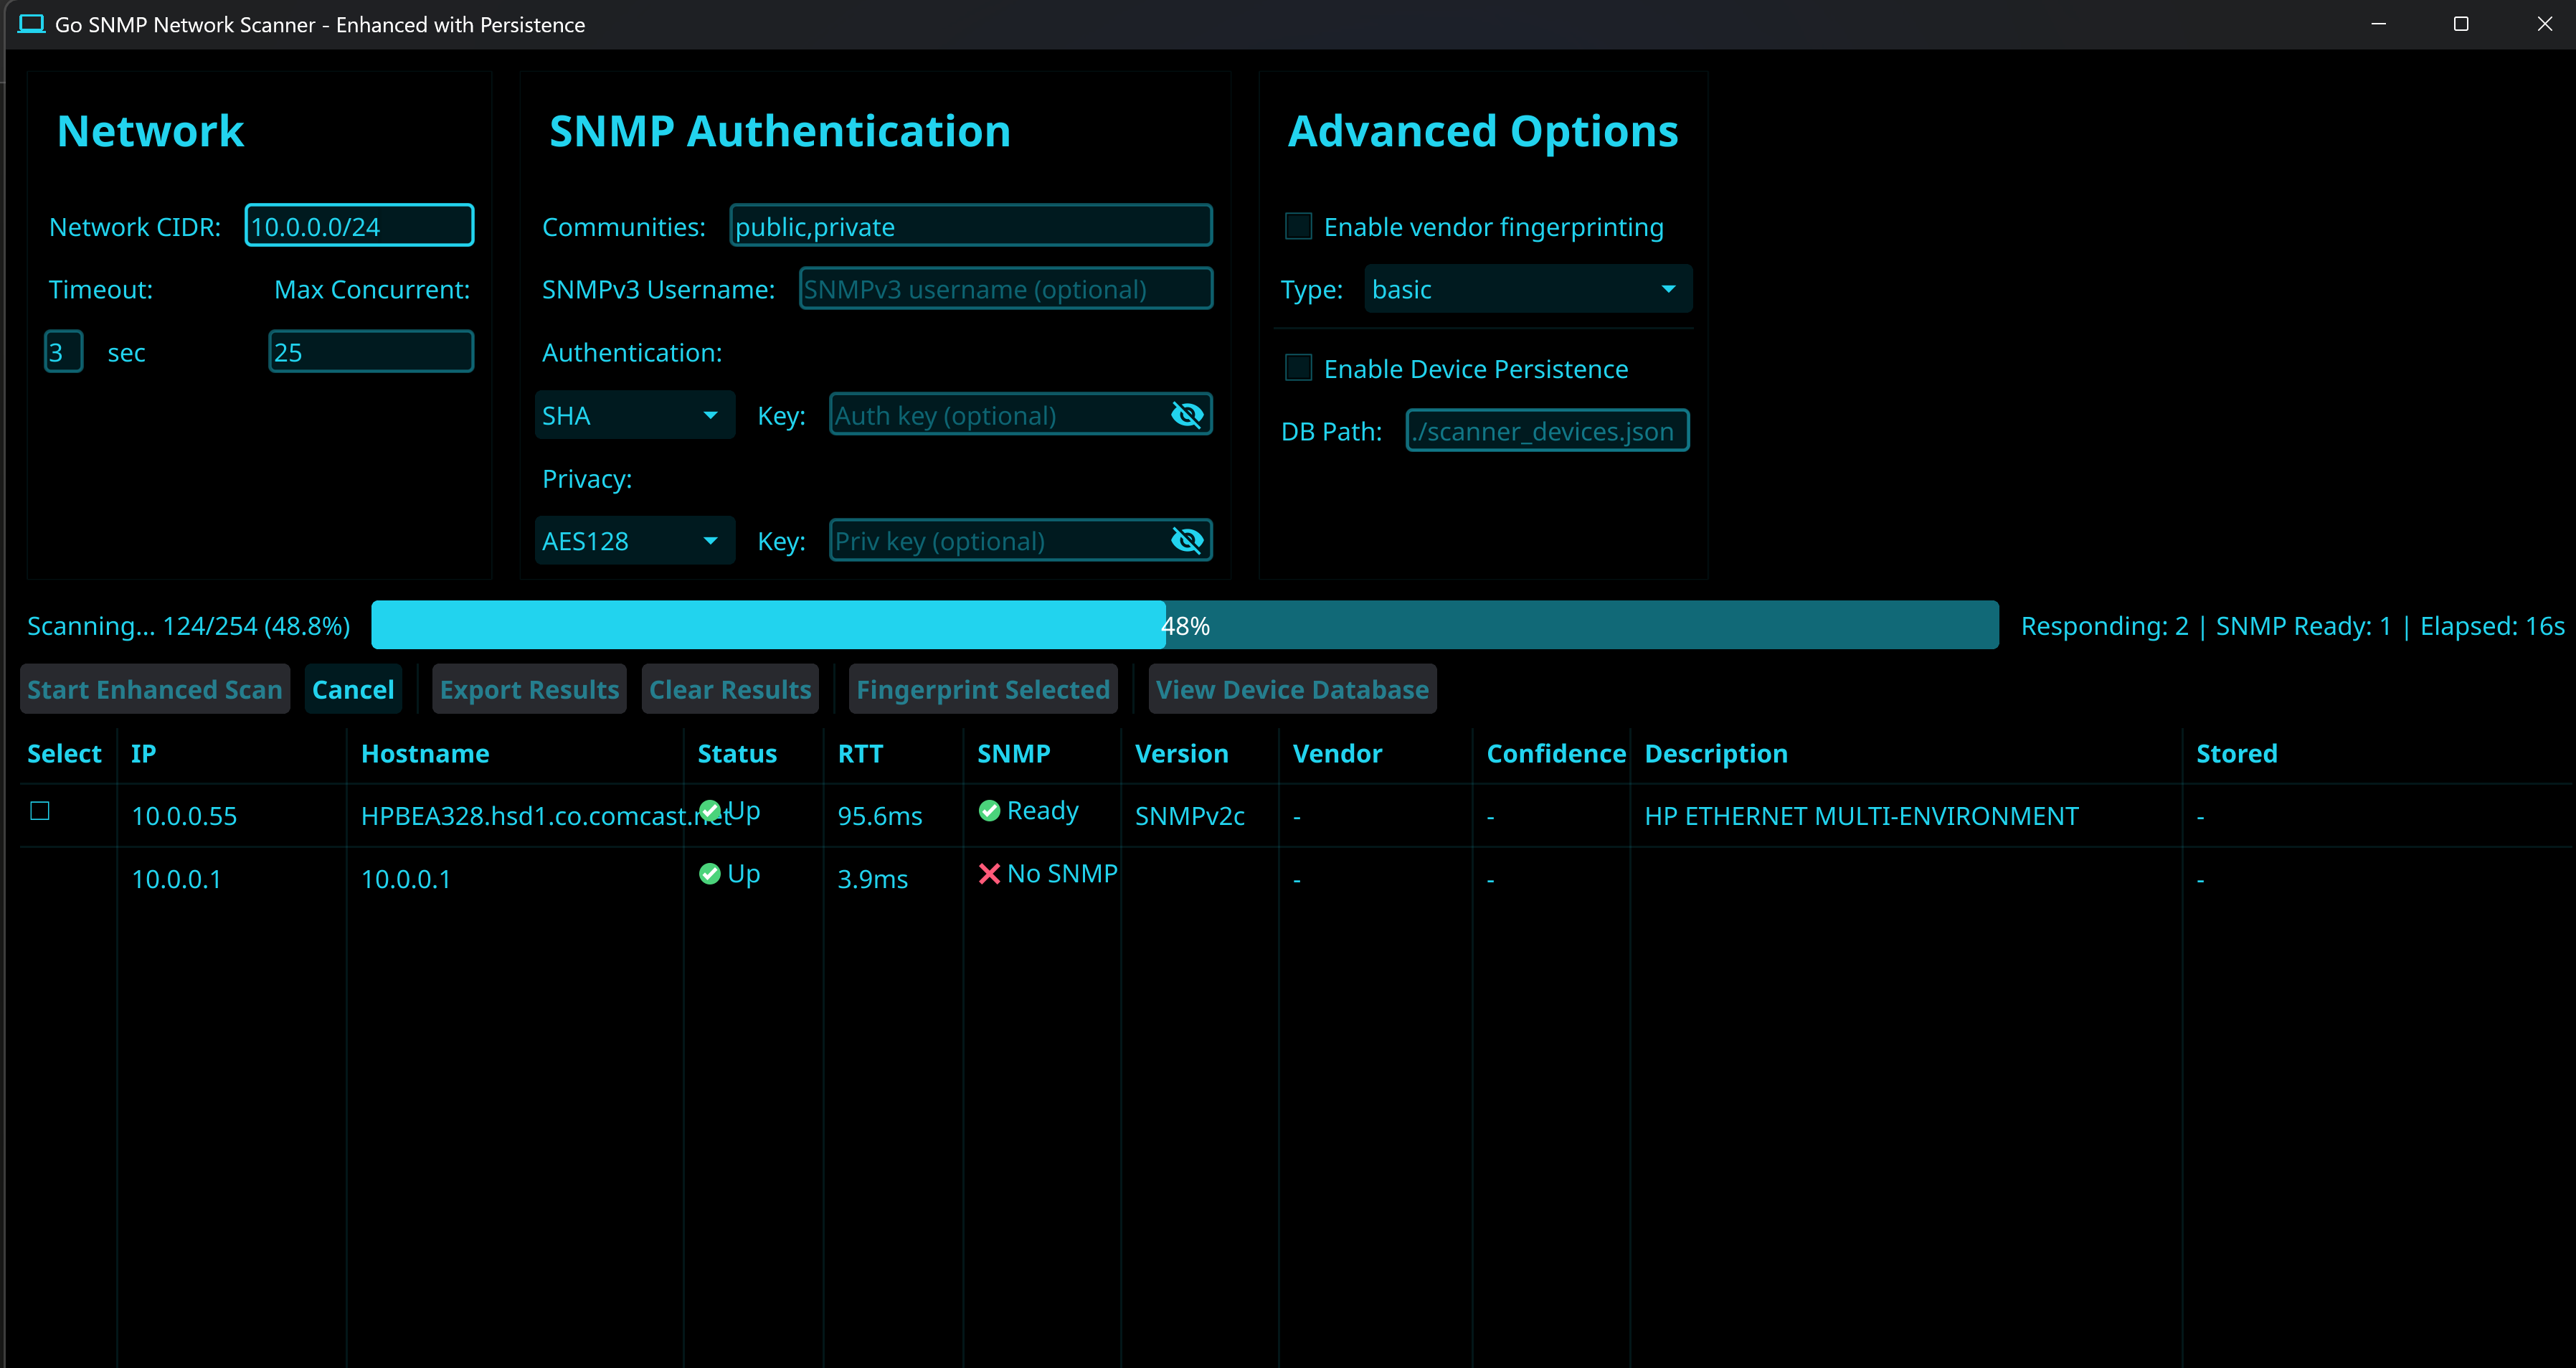 Go SNMP Network Scanner - Enhanced with Persistence
Network
Network CIDR: 10.0.0.0/24
Timeout: Max Concurrent:
3 sec 25
SNMP Authentication
Communities: public,private
SNMPv3 Username: SNMPv3 username (optional)
Authentication:
SHA Key: Auth key (optional)
Privacy:
AES128 Key: Priv key (optional)
Advanced Options
Enable vendor fingerprinting
Type: basic
Enable Device Persistence
DB Path: ./scanner_devices.json
Scanning... 124/254 (48.8%) 48% Responding: 2 | SNMP Ready: 1 | Elapsed: 16s
Start Enhanced Scan Cancel Export Results Clear Results Fingerprint Selected View Device Database
Select IP Hostname Status RTT SNMP Version Vendor Confidence Description Stored
10.0.0.55 HPBEA328.hsd1.co.comcast.net Up 95.6ms Ready SNMPv2c - - HP ETHERNET MULTI-ENVIRONMENT -
10.0.0.1 10.0.0.1 Up 3.9ms No SNMP - - -